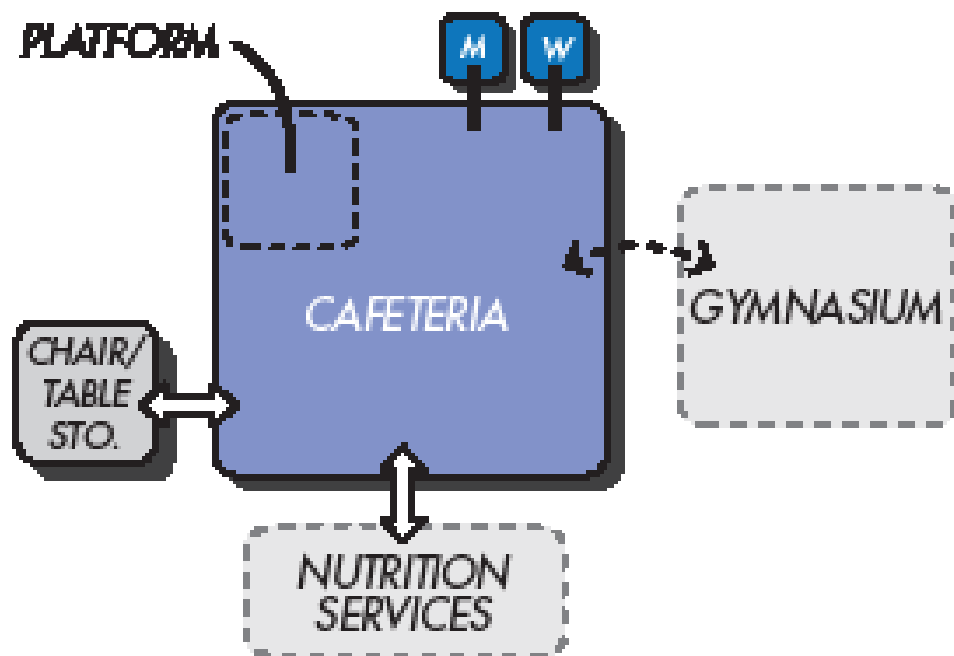 PLATFORM
M
W
CAFETERIA
GYMNASIUM
CHAIR/
TABLE
STO.
NUTRITION
SERVICES